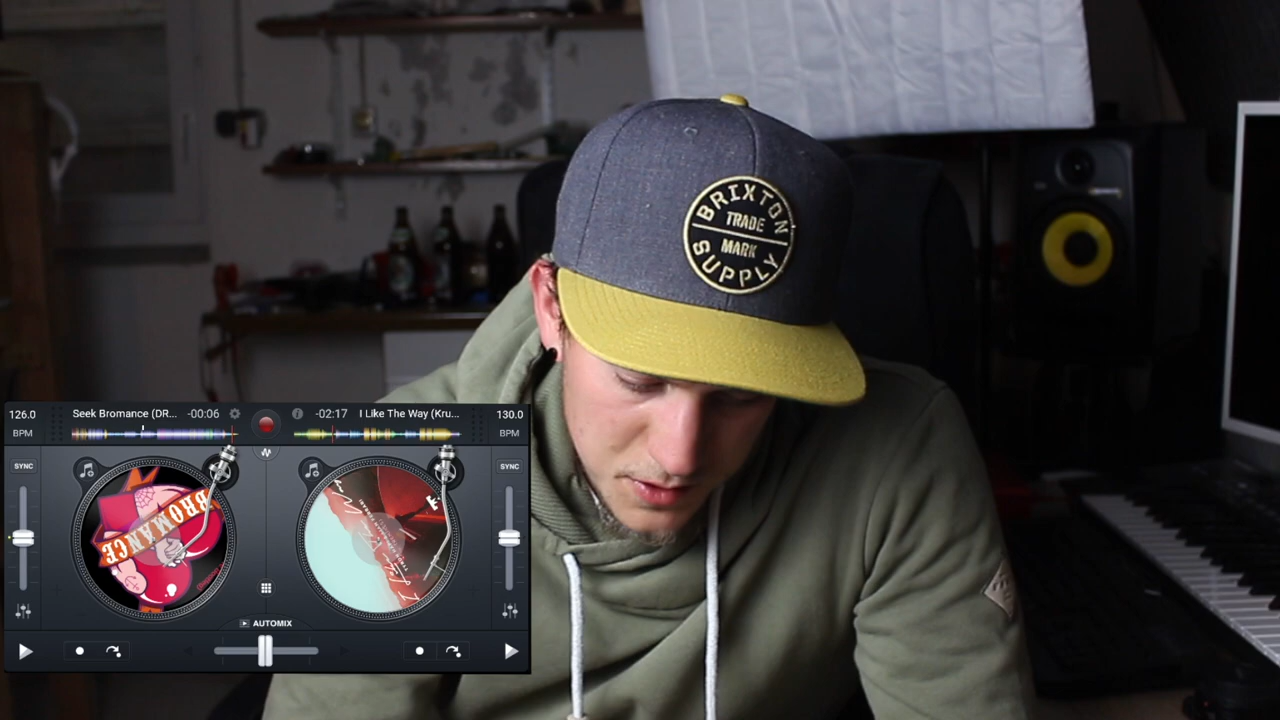 BRIXTON
TRADE
MARK
SUPPLY
126.0
Seek Bromance (DR...
-00:06
-02:17
I Like The Way (Kru...
130.0
BPM
BPM
SYNC
SYNC
BROMANCE
AUTOMIX